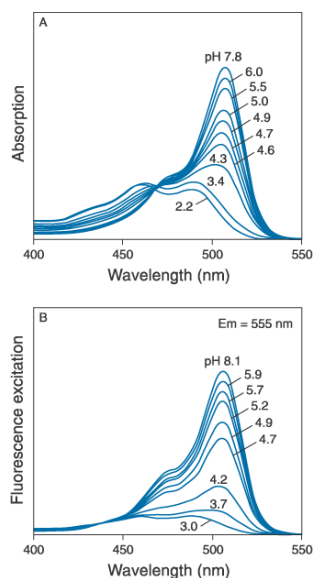 A
pH 7.8
6.0
5.5
5.0
4.9
4.7
4.6
4.3
3.4
2.2
Absorption
400 450 500 550
Wavelength (nm)
B
Em = 555 nm
pH 8.1
5.9
5.7
5.2
4.9
4.7
4.2
3.7
3.0
Fluorescence excitation
400 450 500 550
Wavelength (nm)